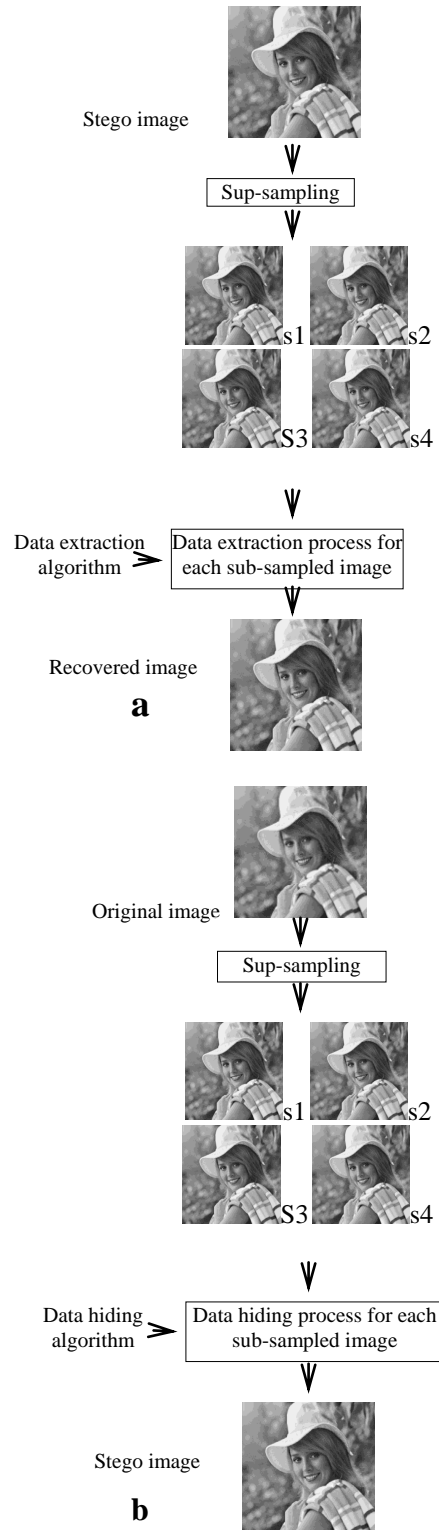 Stego image
Sup-sampling
s1
s2
S3
s4
Data extraction
algorithm
Data extraction process for
each sub-sampled image
Recovered image
a
Original image
Sup-sampling
s1
s2
S3
s4
Data hiding
algorithm
Data hiding process for each
sub-sampled image
Stego image
b